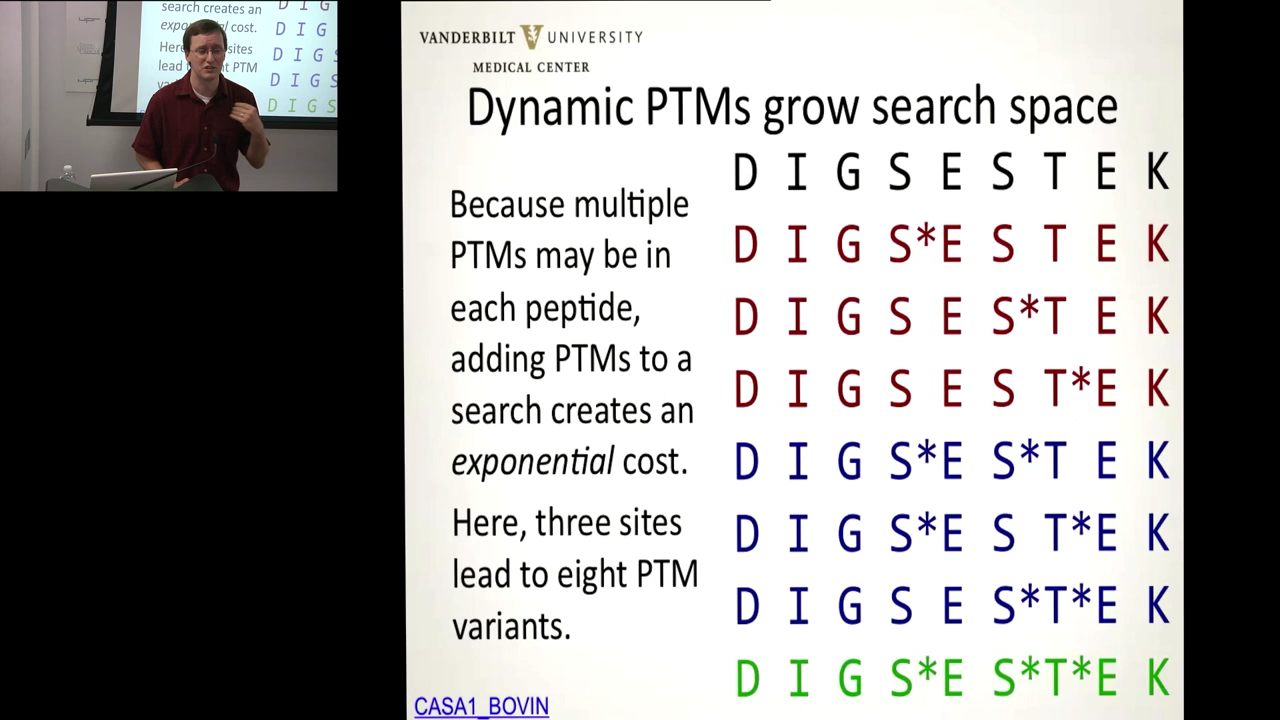 search creates an
exponential cost.
Here, sites
lead PTM
D I G
D I G
D I G S
D I G S
D I G S
VANDERBILT UNIVERSITY
MEDICAL CENTER
Dynamic PTMs grow search space
Because multiple
PTMs may be in
each peptide,
adding PTMs to a
search creates an
exponential cost.
Here, three sites
lead to eight PTM
variants.
D I G S E S T E K
D I G S*E S T E K
D I G S E S*T E K
D I G S E S T*E K
D I G S*E S*T E K
D I G S*E S T*E K
D I G S E S*T*E K
D I G S*E S*T*E K
CASA1_BOVIN